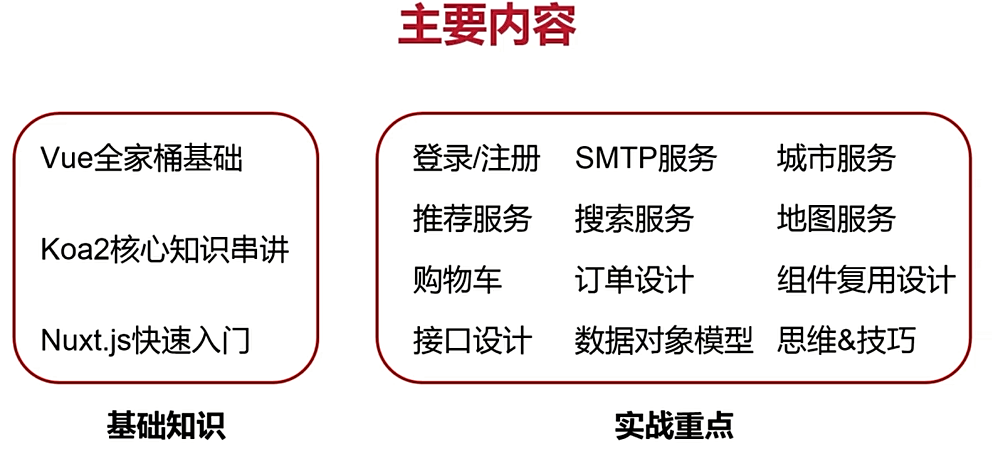 主要内容
Vue全家桶基础
Koa2核心知识串讲
Nuxt.js快速入门
基础知识
登录/注册 SMTP服务 城市服务
推荐服务 搜索服务 地图服务
购物车 订单设计 组件复用设计
接口设计 数据对象模型 思维&技巧
实战重点